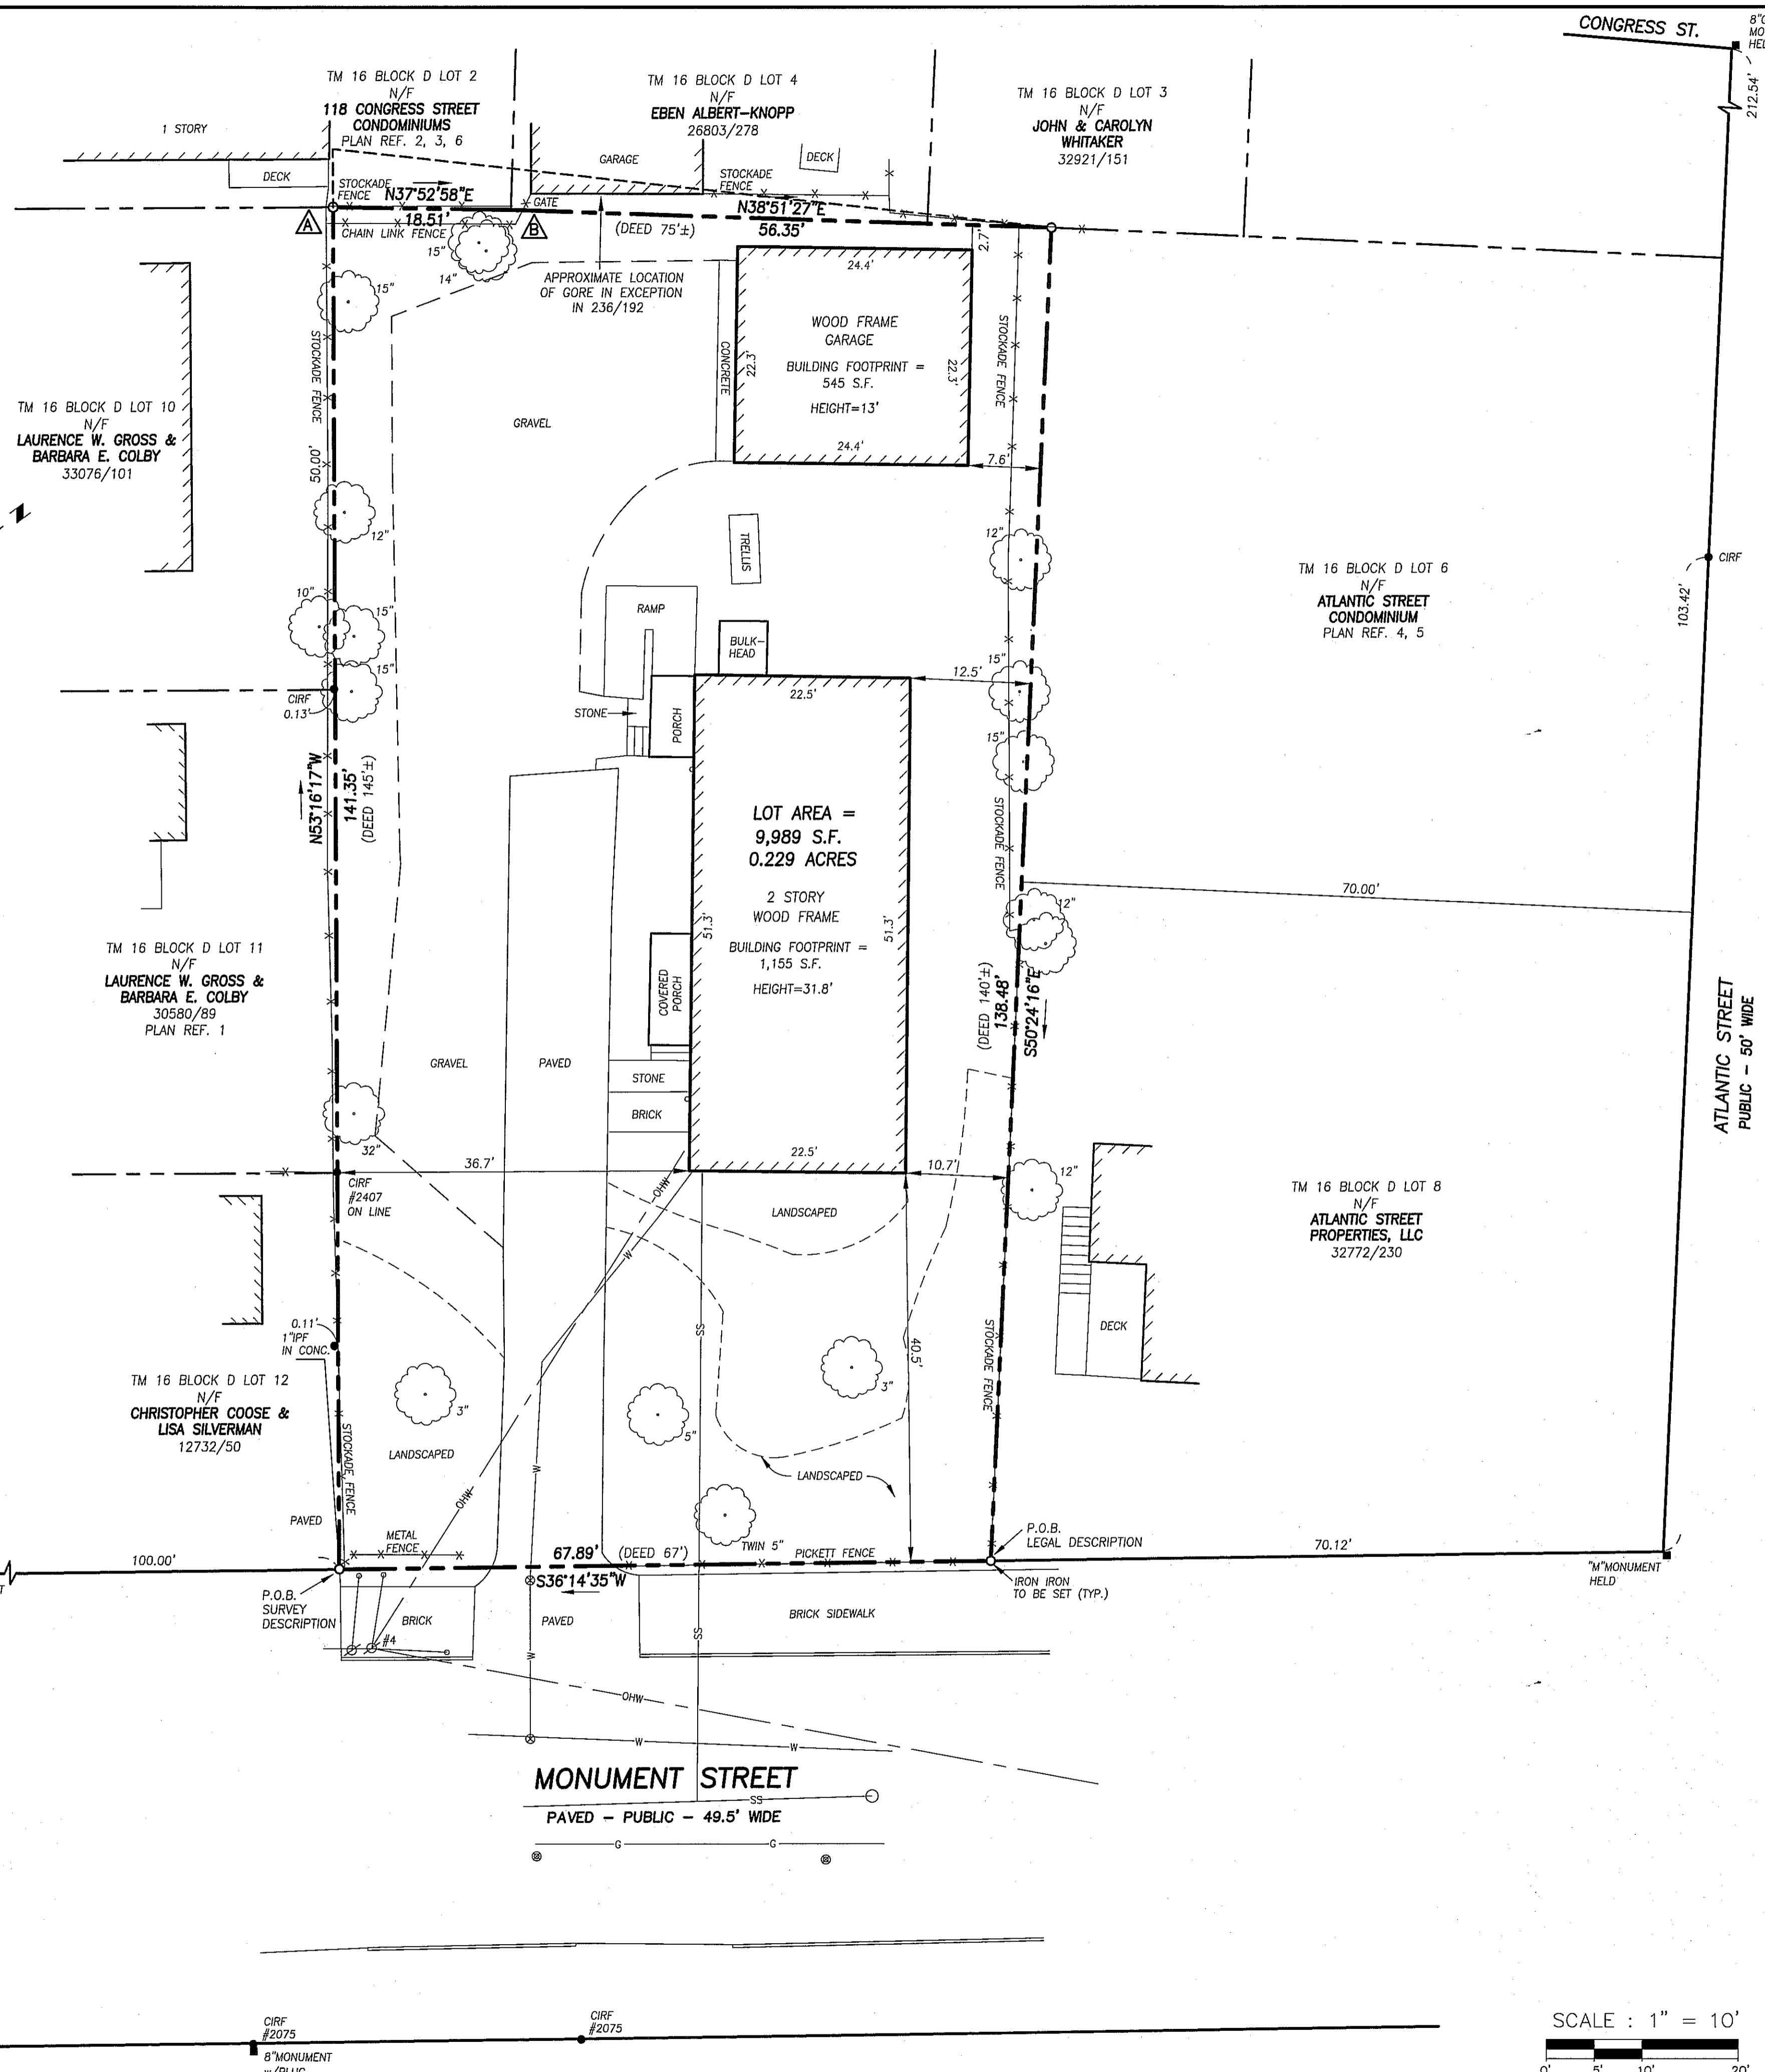 CONGRESS ST.
8"
MO
HEL
212.54'
TM 16 BLOCK D LOT 2
N/F
118 CONGRESS STREET
CONDOMINIUMS
PLAN REF. 2, 3, 6
TM 16 BLOCK D LOT 4
N/F
EBEN ALBERT-KNOPP
26803/278
TM 16 BLOCK D LOT 3
N/F
JOHN & CAROLYN
WHITAKER
32921/151
1 STORY
DECK
GARAGE
DECK
STOCKADE
FENCE
N37°52'58"E
18.51'
GATE
STOCKADE
FENCE
N38°51'27"E
56.35'
(DEED 75'±)
A
B
CHAIN LINK FENCE
2.7'
15"
14"
15"
APPROXIMATE LOCATION
OF GORE IN EXCEPTION
IN 236/192
24.4'
WOOD FRAME
GARAGE
BUILDING FOOTPRINT =
545 S.F.
HEIGHT=13'
22.3'
22.3'
24.4'
CONCRETE
STOCKADE FENCE
STOCKADE FENCE
50.00'
TM 16 BLOCK D LOT 10
N/F
LAURENCE W. GROSS &
BARBARA E. COLBY
33076/101
GRAVEL
7.6'
N
12"
TRELLIS
12"
CIRF
103.42'
TM 16 BLOCK D LOT 6
N/F
ATLANTIC STREET
CONDOMINIUM
PLAN REF. 4, 5
10"
15"
RAMP
BULK-
HEAD
15"
CIRF
0.13'
STONE
PORCH
22.5'
12.5'
15"
15"
N53°16'17"W
141.35'
(DEED 145'±)
LOT AREA =
9,989 S.F.
0.229 ACRES
2 STORY
WOOD FRAME
BUILDING FOOTPRINT =
1,155 S.F.
HEIGHT=31.8'
51.3'
51.3'
STOCKADE FENCE
70.00'
12"
TM 16 BLOCK D LOT 11
N/F
LAURENCE W. GROSS &
BARBARA E. COLBY
30580/89
PLAN REF. 1
COVERED
PORCH
(DEED 140'±)
138.48'
S50°24'16"E
ATLANTIC STREET
PUBLIC - 50' WIDE
GRAVEL
PAVED
STONE
BRICK
32"
36.7'
22.5'
10.7'
12"
CIRF
#2407
ON LINE
OHW
W
LANDSCAPED
TM 16 BLOCK D LOT 8
N/F
ATLANTIC STREET
PROPERTIES, LLC
32772/230
0.11'
1"IPF
IN CONC.
SS
40.5'
STOCKADE FENCE
DECK
TM 16 BLOCK D LOT 12
N/F
CHRISTOPHER COOSE &
LISA SILVERMAN
12732/50
3"
5"
3"
STOCKADE FENCE
LANDSCAPED
W
LANDSCAPED
OHW
PAVED
METAL
FENCE
TWIN 5"
P.O.B.
LEGAL DESCRIPTION
100.00'
67.89'
(DEED 67')
PICKETT FENCE
70.12'
S36°14'35"W
IRON IRON
TO BE SET (TYP.)
"M"MONUMENT
HELD
P.O.B.
SURVEY
DESCRIPTION
BRICK
PAVED
BRICK SIDEWALK
#4
SS
W
OHW
W
W
MONUMENT STREET
SS
PAVED - PUBLIC - 49.5' WIDE
G
G
CIRF
#2075
CIRF
#2075
8"MONUMENT
w/PLUG
SCALE : 1" = 10'
0'
5'
10'
20'